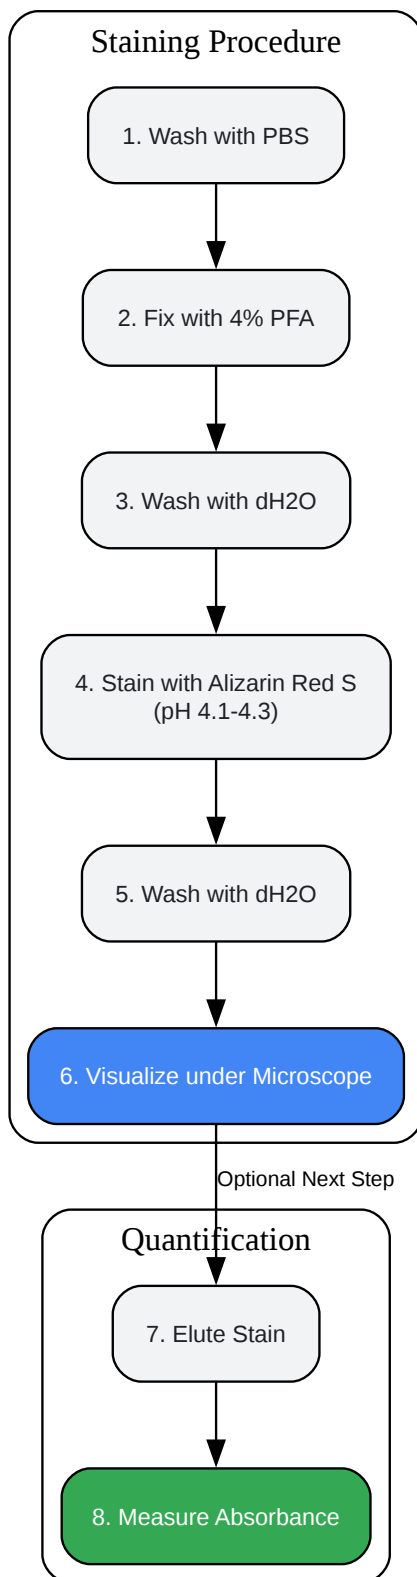 Staining Procedure
1. Wash with PBS
2. Fix with 4% PFA
3. Wash with dH2O
4. Stain with Alizarin Red S
(pH 4.1-4.3)
5. Wash with dH2O
6. Visualize under Microscope
Optional Next Step
Quantification
7. Elute Stain
8. Measure Absorbance